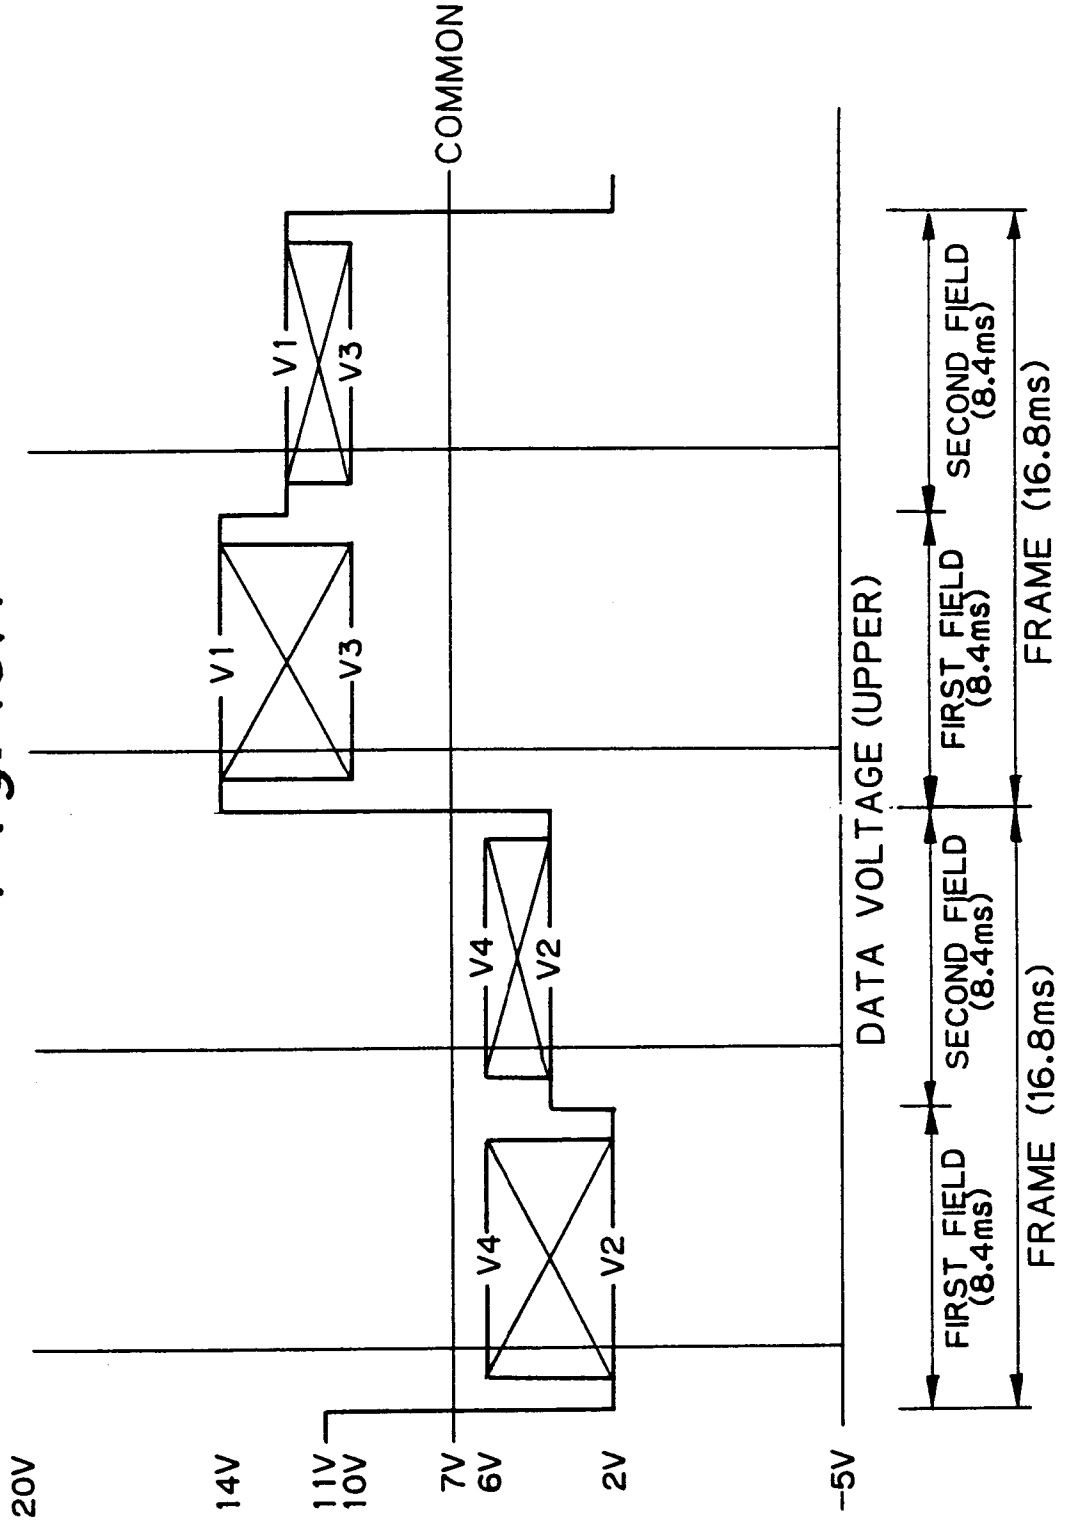 20V
14V
11V
10V
7V
6V
2V
-5V
V4
V2
V4
V2
V1
V3
V1
V3
COMMON
DATA VOLTAGE (UPPER)
FIRST FIELD
(8.4ms)
SECOND FIELD
(8.4ms)
FIRST FIELD
(8.4ms)
SECOND FIELD
(8.4ms)
FRAME (16.8ms)
FRAME (16.8ms)